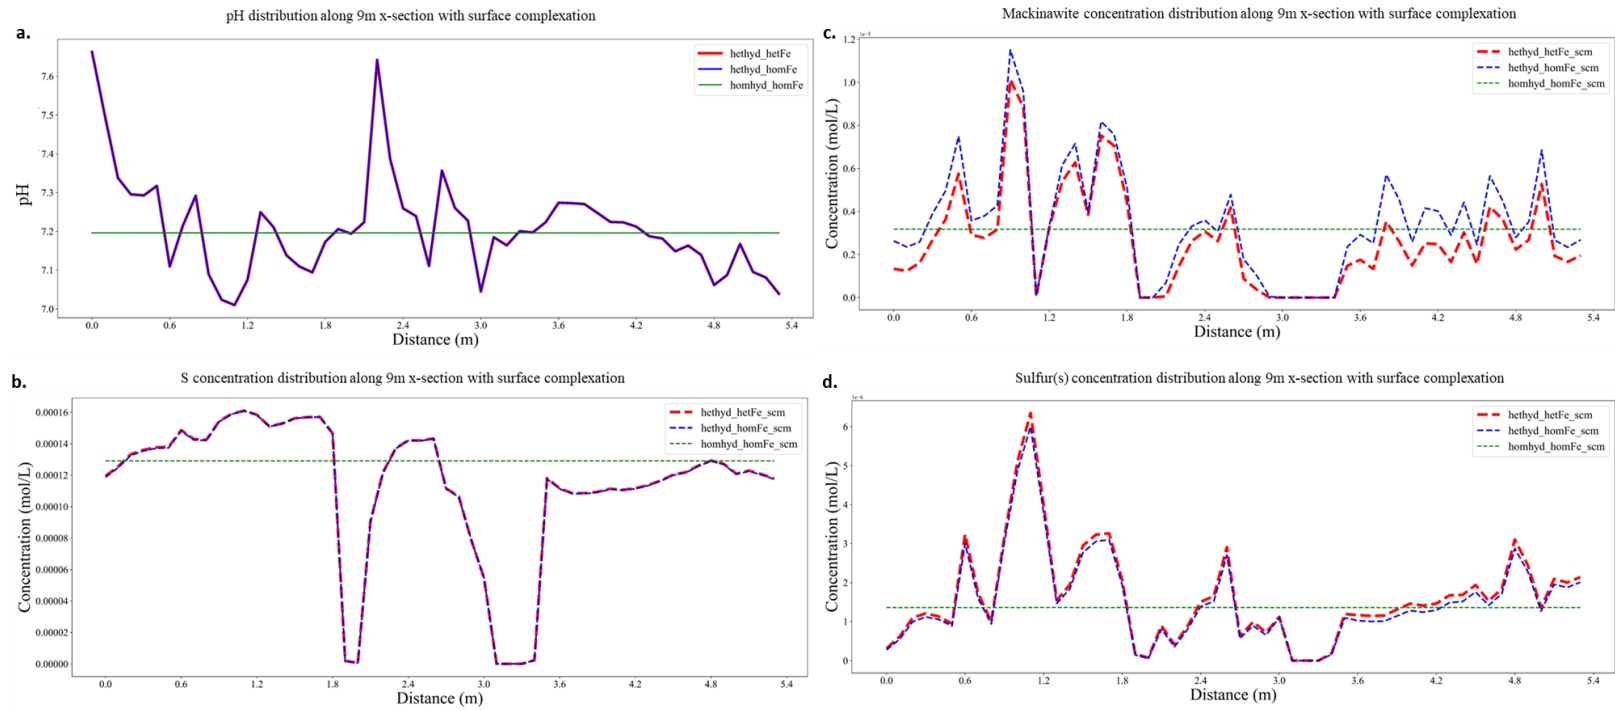 a.
pH distribution along 9m x-section with surface complexation
hethyd_hetFe
hethyd_homFe
homhyd_homFe
pH
7.6
7.5
7.4
7.3
7.2
7.1
7.0
0.0 0.6 1.2 1.8 2.4 3.0 3.6 4.2 4.8 5.4
Distance (m)
b.
S concentration distribution along 9m x-section with surface complexation
hethyd_hetFe_scm
hethyd_homFe_scm
homhyd_homFe_scm
Concentration (mol/L)
0.00016
0.00014
0.00012
0.00010
0.00008
0.00006
0.00004
0.00002
0.00000
0.0 0.6 1.2 1.8 2.4 3.0 3.6 4.2 4.8 5.4
Distance (m)
c.
Mackinawite concentration distribution along 9m x-section with surface complexation
1e-5
hethyd_hetFe_scm
hethyd_homFe_scm
homhyd_homFe_scm
Concentration (mol/L)
1.2
1.0
0.8
0.6
0.4
0.2
0.0
0.0 0.6 1.2 1.8 2.4 3.0 3.6 4.2 4.8 5.4
Distance (m)
d.
Sulfur(s) concentration distribution along 9m x-section with surface complexation
1e-6
hethyd_hetFe_scm
hethyd_homFe_scm
homhyd_homFe_scm
Concentration (mol/L)
6
5
4
3
2
1
0
0.0 0.6 1.2 1.8 2.4 3.0 3.6 4.2 4.8 5.4
Distance (m)